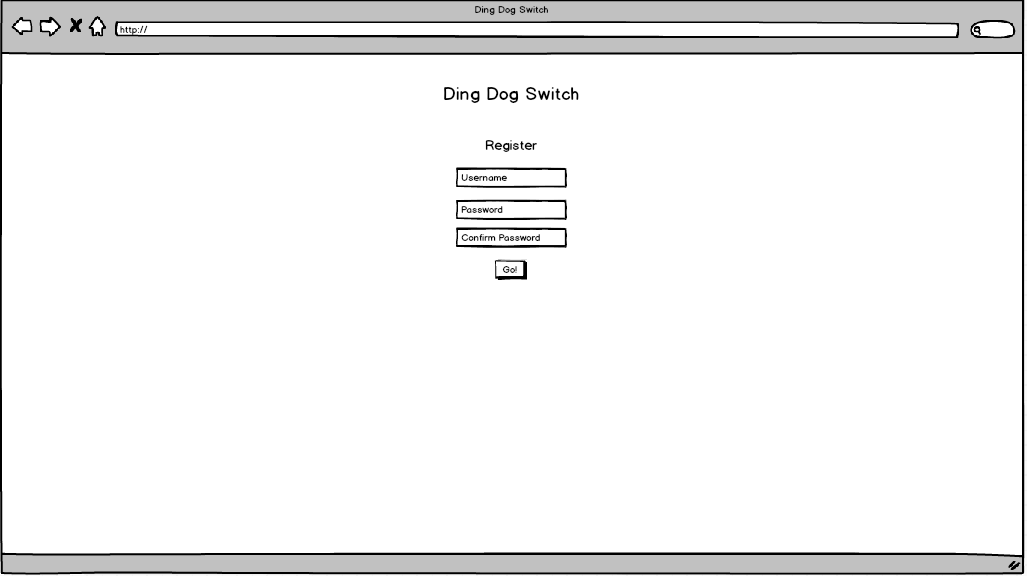 Ding Dog Switch
http://
Ding Dog Switch
Register
Username
Password
Confirm Password
Go!